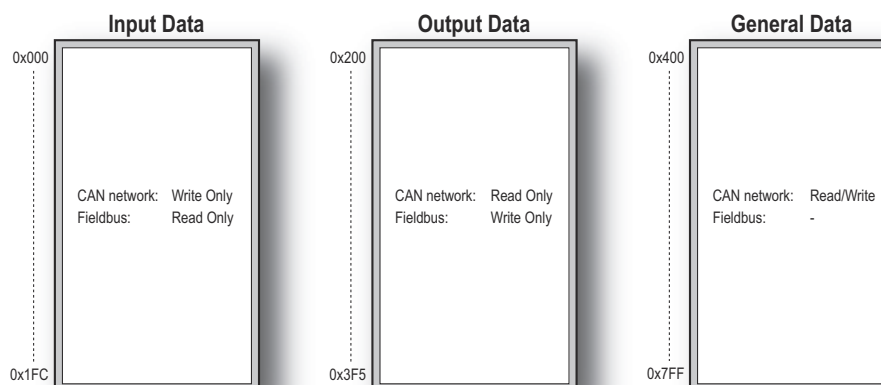 Input Data
0x000
CAN network: Write Only
Fieldbus: Read Only
0x1FC
Output Data
0x200
CAN network: Read Only
Fieldbus: Write Only
0x3F5
General Data
0x400
CAN network: Read/Write
Fieldbus: -
0x7FF